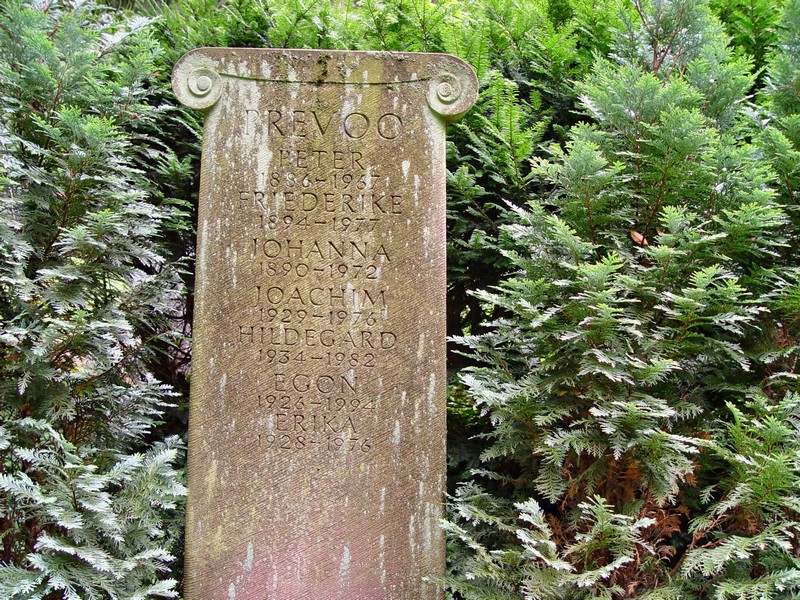 PREVOO
PETER
1886-1967
FRIEDERIKE
1894-1977
JOHANNA
1890-1972
JOACHIM
1929-1976
HILDEGARD
1934-1982
EGON
1926-1994
ERIKA
1928-1976